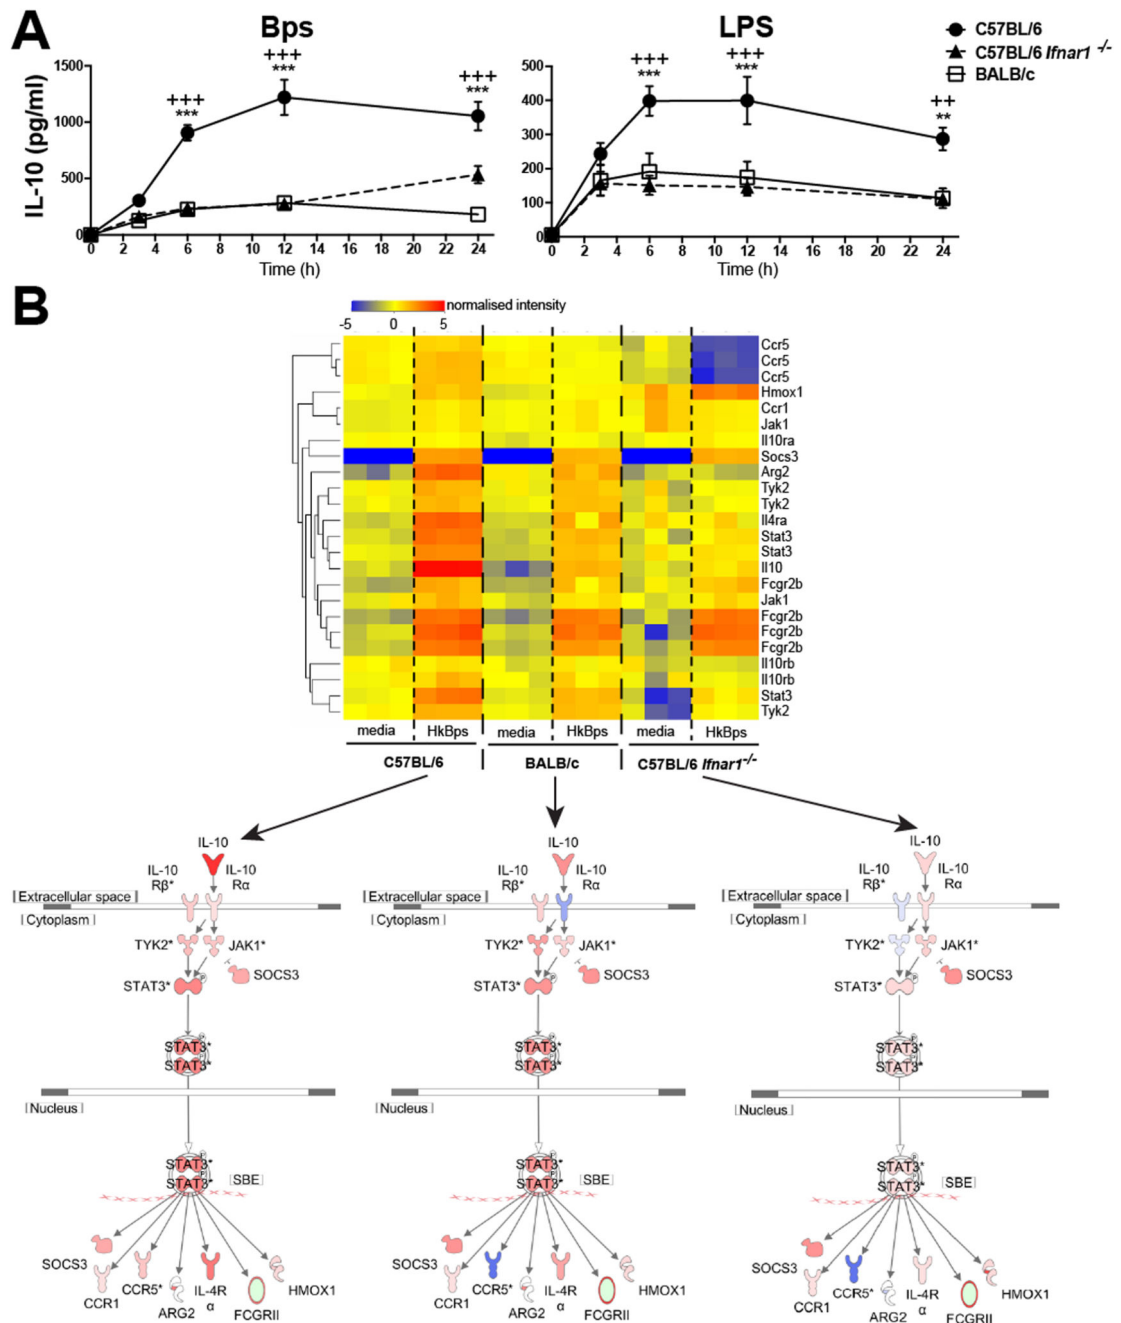 A
Bps
LPS
C57BL/6
C57BL/6 Ifnar1 -/-
BALB/c
IL-10 (pg/ml)
1500
1000
500
0
+++
***
+++
***
+++
***
0 2 4 6 8 10 12 14 16 18 20 22 24
Time (h)
500
400
300
200
100
0
+++
***
+++
***
++
**
0 2 4 6 8 10 12 14 16 18 20 22 24
Time (h)
B
normalised intensity
-5 0 5
Ccr5
Ccr5
Ccr5
Hmox1
Ccr1
Jak1
Il10ra
Socs3
Arg2
Tyk2
Tyk2
Il4ra
Stat3
Stat3
Il10
Fcgr2b
Jak1
Fcgr2b
Fcgr2b
Fcgr2b
Il10rb
Il10rb
Stat3
Tyk2
media HkBps media HkBps media HkBps
C57BL/6 BALB/c C57BL/6 Ifnar1-/-
IL-10
IL-10 Rβ*
IL-10 Rα
Extracellular space
Cytoplasm
TYK2*
JAK1*
SOCS3
STAT3*
P
STAT3*
STAT3*
Nucleus
STAT3*
STAT3*
SBE
SOCS3
CCR1
CCR5*
ARG2
IL-4R α
FCGRII
HMOX1
IL-10
IL-10 Rβ*
IL-10 Rα
Extracellular space
Cytoplasm
TYK2*
JAK1*
SOCS3
STAT3*
P
STAT3*
STAT3*
Nucleus
STAT3*
STAT3*
SBE
SOCS3
CCR1
CCR5*
ARG2
IL-4R α
FCGRII
HMOX1
IL-10
IL-10 Rβ*
IL-10 Rα
Extracellular space
Cytoplasm
TYK2*
JAK1*
SOCS3
STAT3*
P
STAT3*
STAT3*
Nucleus
STAT3*
STAT3*
SBE
SOCS3
CCR1
CCR5*
ARG2
IL-4R α
FCGRII
HMOX1